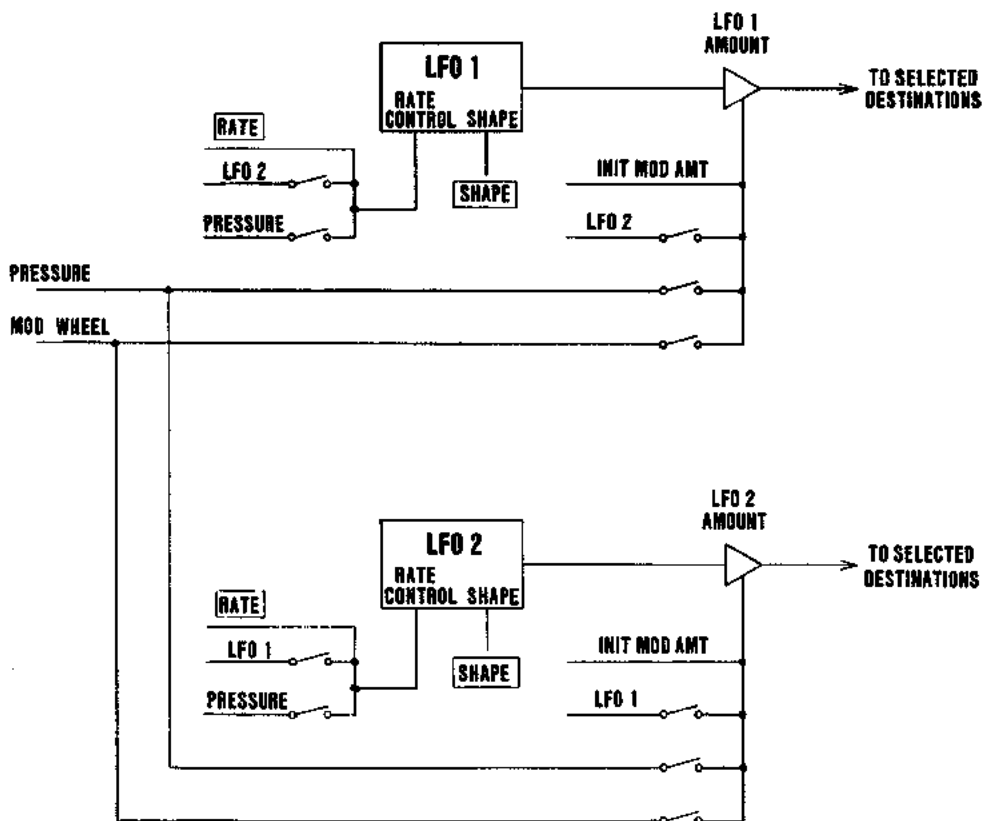 LFO 1
AMOUNT
LFO 1
RATE
CONTROL SHAPE
TO SELECTED
DESTINATIONS
RATE
LFO 2
PRESSURE
SHAPE
INIT MOD AMT
LFO 2
PRESSURE
MOD WHEEL
LFO 2
AMOUNT
LFO 2
RATE
CONTROL SHAPE
TO SELECTED
DESTINATIONS
RATE
LFO 1
PRESSURE
SHAPE
INIT MOD AMT
LFO 1